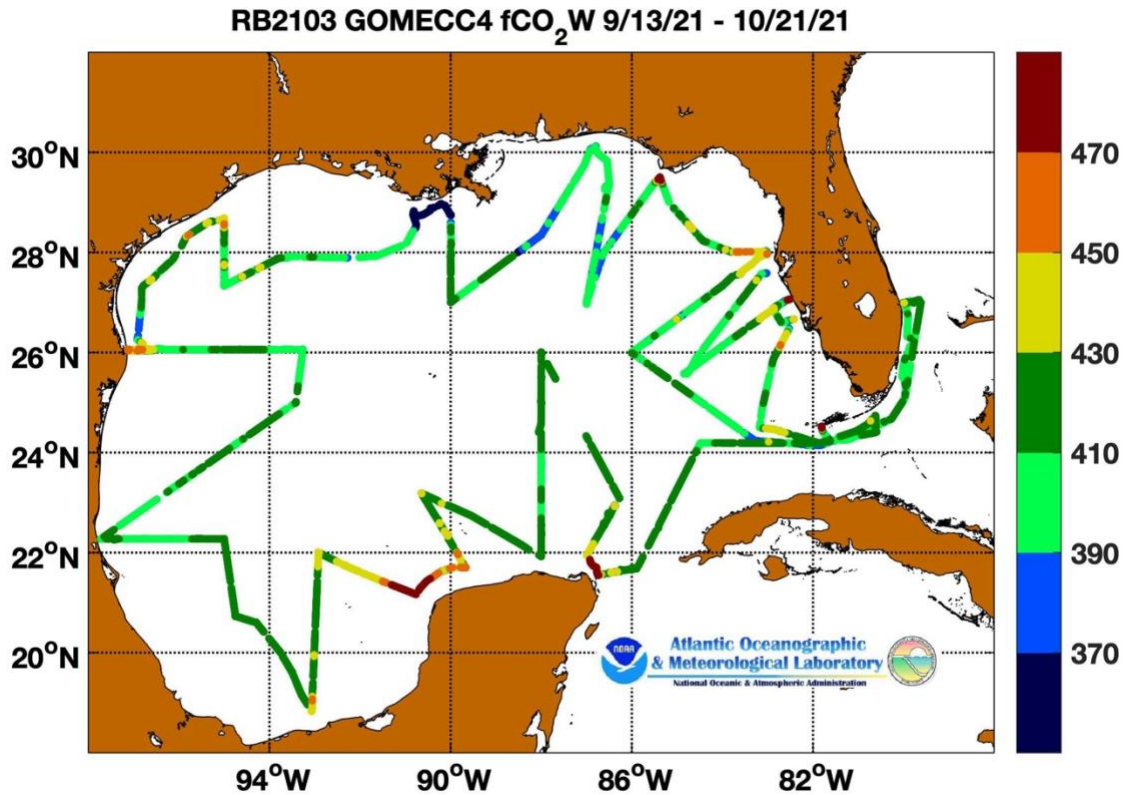 RB2103 GOMECC4 fCO2W 9/13/21 - 10/21/21
30°N
28°N
26°N
24°N
22°N
20°N
94°W
90°W
86°W
82°W
470
450
430
410
390
370
NOAA
Atlantic Oceanographic
& Meteorological Laboratory
National Oceanic & Atmospheric Administration